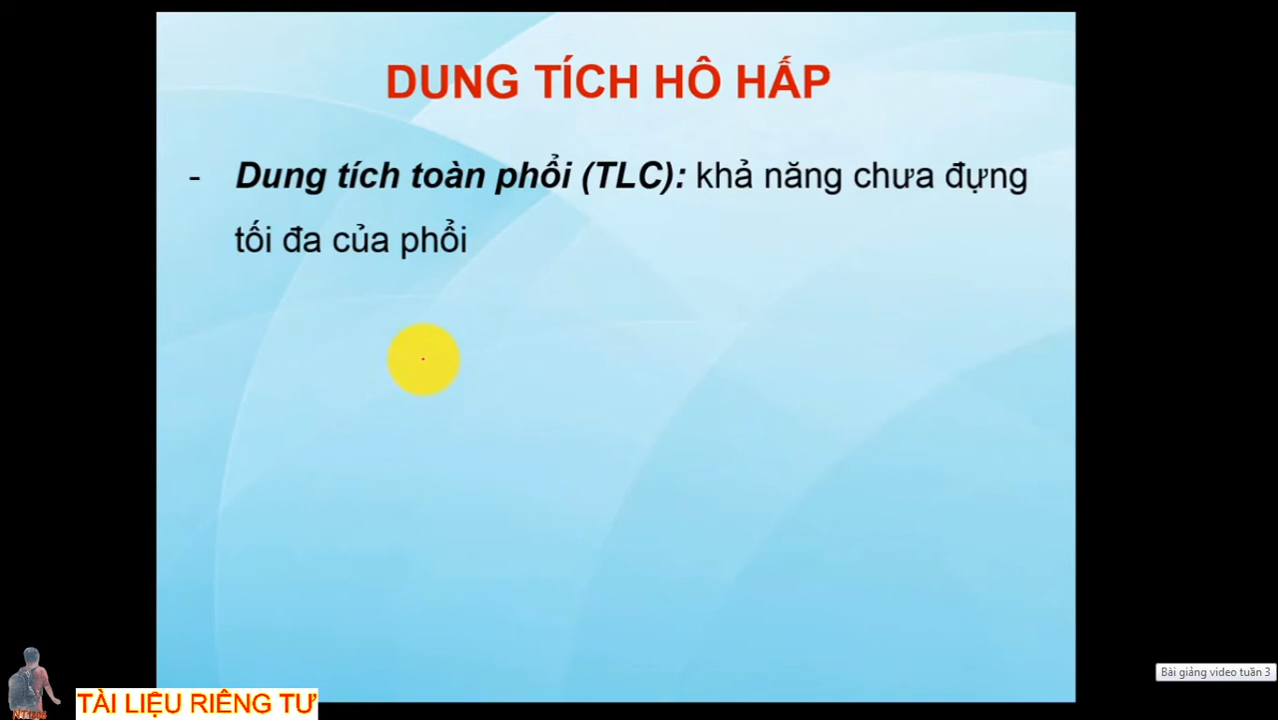 DUNG TÍCH HÔ HẤP
- Dung tích toàn phổi (TLC): khả năng chưa đựng
tối đa của phổi
Bài giảng video tuần 3
TÀI LIỆU RIÊNG TƯ